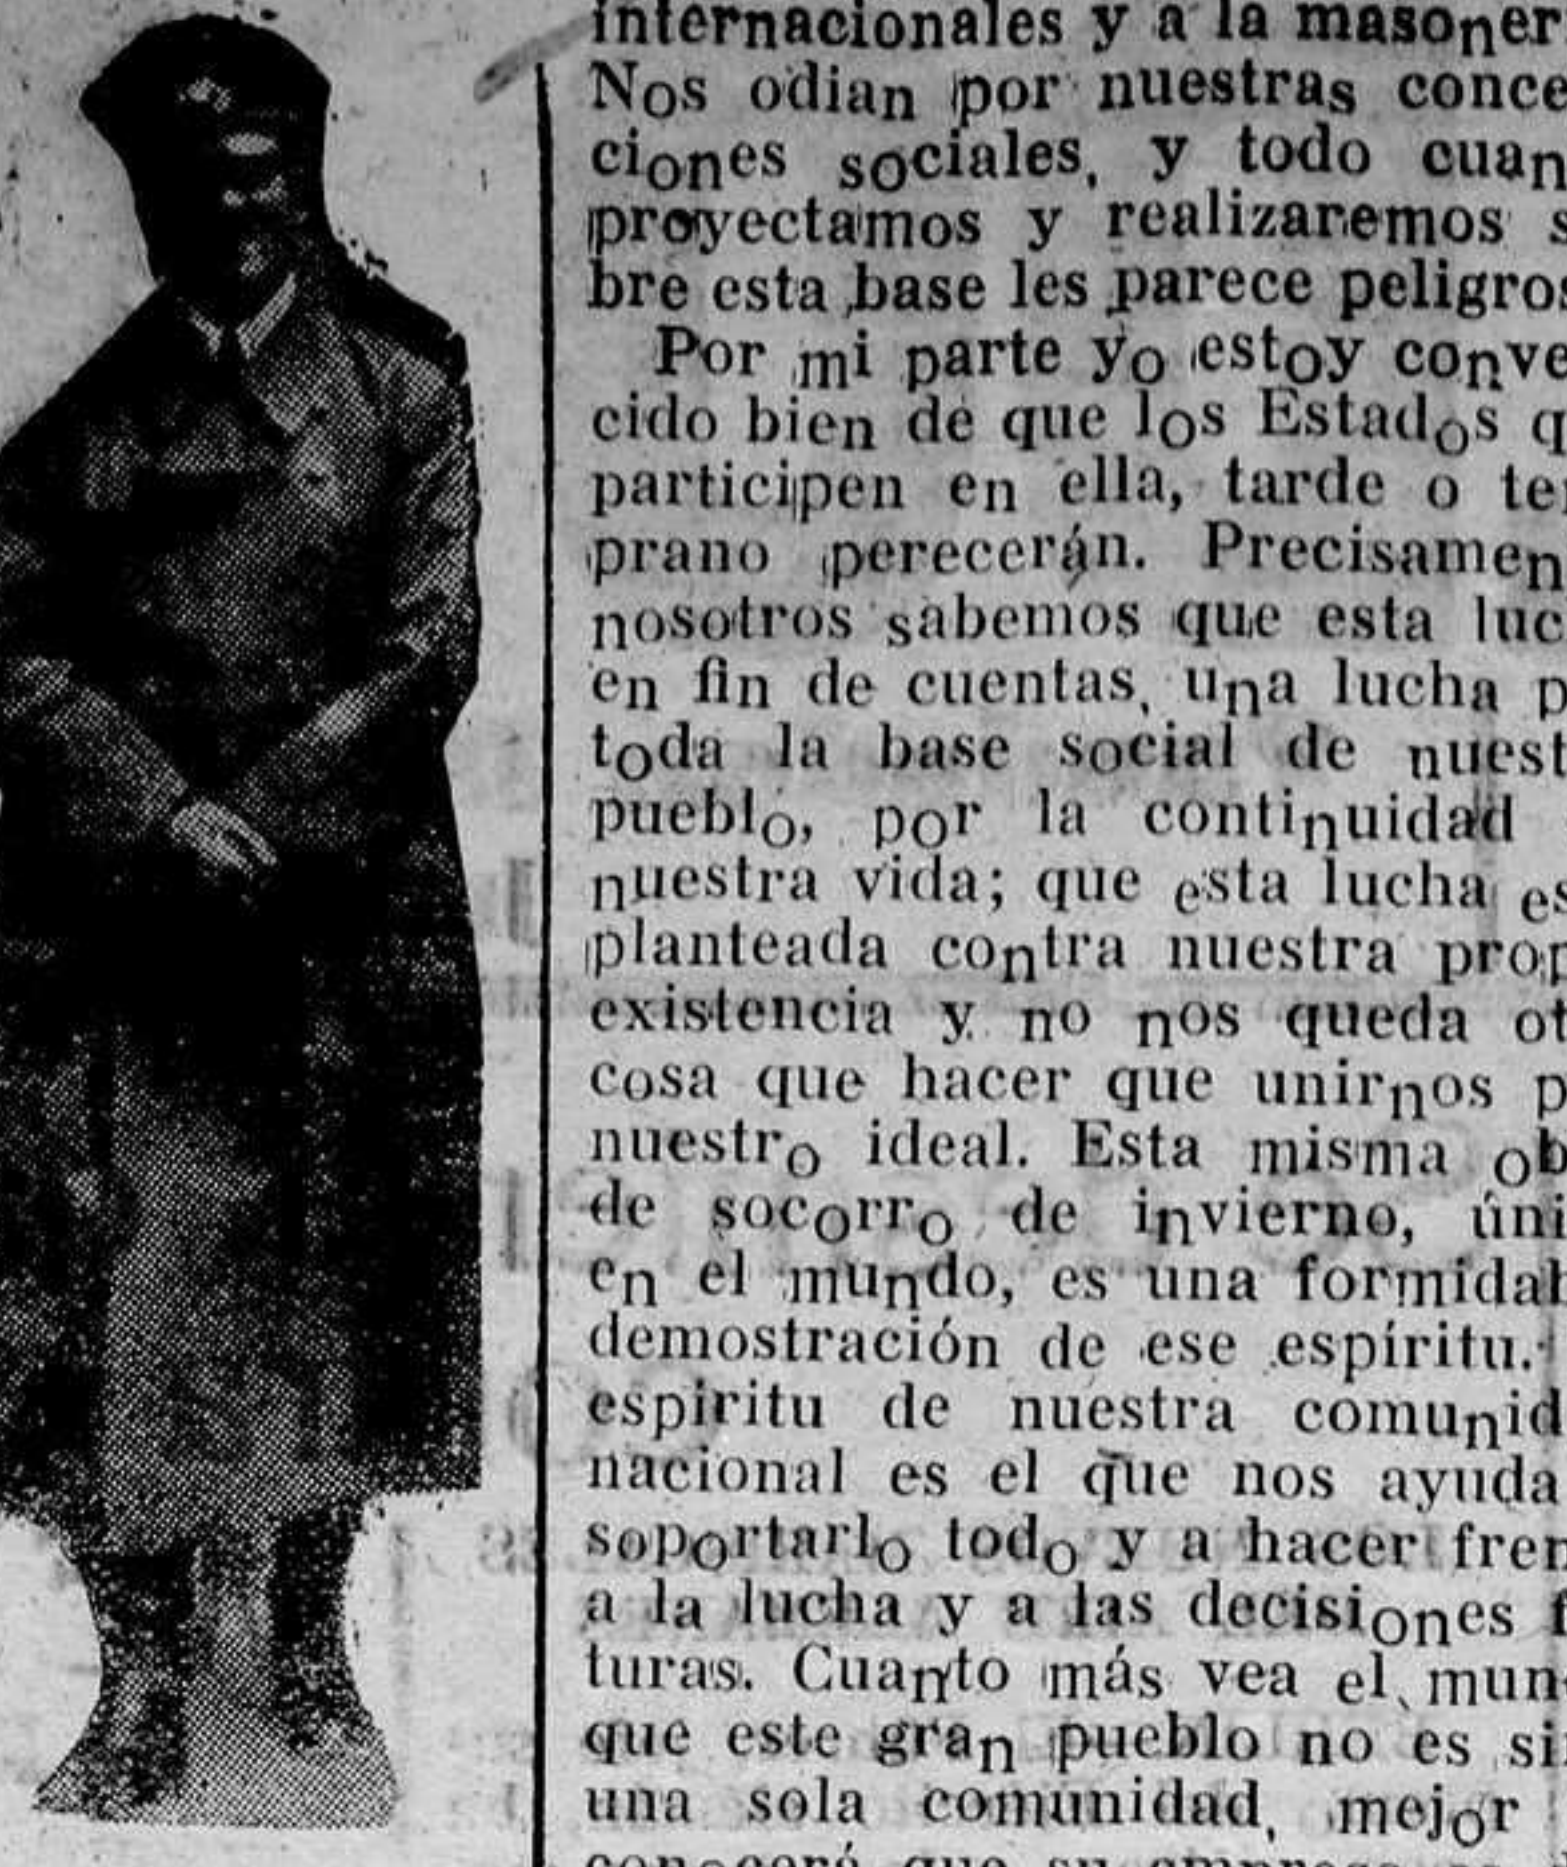 internacionales y a la masoner
Nos odian por nuestras conce
ciones sociales, y todo cuan
proyectamos y realizaremos s
bre esta base les parece peligro
Por mi parte yo estoy conve
cido bien de que los Estados q
participen en ella, tarde o te
prano perecerán. Precisamen
nosotros sabemos que esta luc
en fin de cuentas, una lucha p
toda la base social de nuest
pueblo, por la continuidad
nuestra vida; que esta lucha es
planteada contra nuestra prop
existencia y no nos queda ot
cosa que hacer que unirnos p
nuestro ideal. Esta misma ob
de socorro de invierno, úni
en el mundo, es una formidab
demostración de ese espíritu.
espiritu de nuestra comunid
nacional es el que nos ayuda
soportarlo todo y a hacer fren
a la lucha y a las decisiones f
turas. Cuanto más vea el mun
que este gran pueblo no es si
una sola comunidad, mejor
conocerá que su empresa